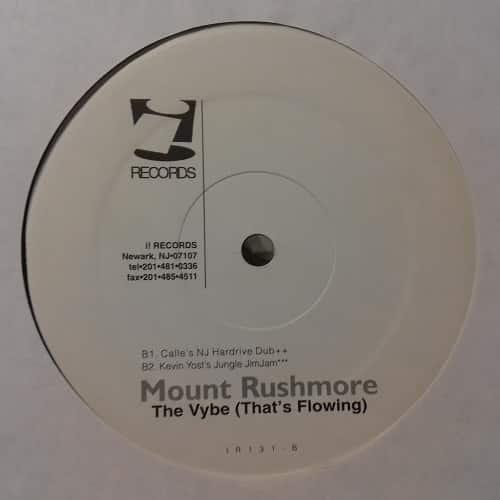 i!
RECORDS
i! RECORDS
Newark, NJ•07107
tel•201•481•0336
fax•201•485•4511
B1. Calle's NJ Hardrive Dub++
B2. Kevin Yost's Jungle JimJam***
Mount Rushmore
The Vybe (That's Flowing)
IR131-B